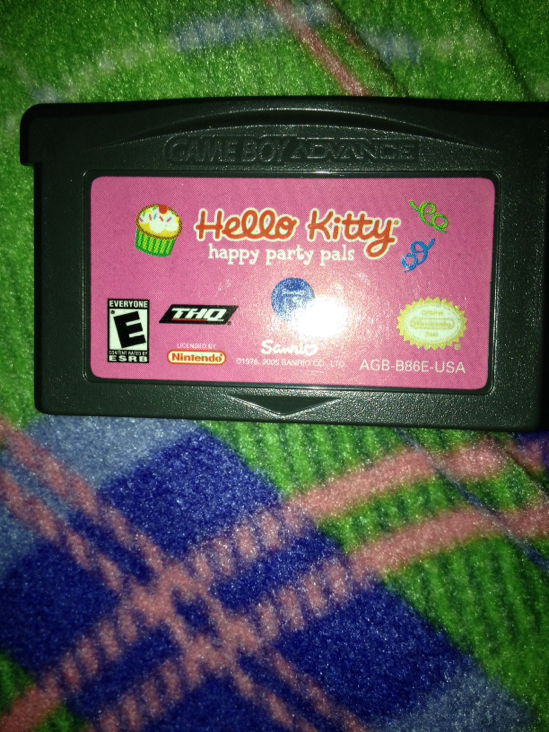 GAME BOY ADVANCE
Hello Kitty®
happy party pals
EVERYONE
E
CONTENT RATED BY
ESRB
THQ
Sanrio
LICENSED BY
Nintendo®
Sanrio
©1976, 2005 SANRIO CO., LTD.
AGB-B86E-USA